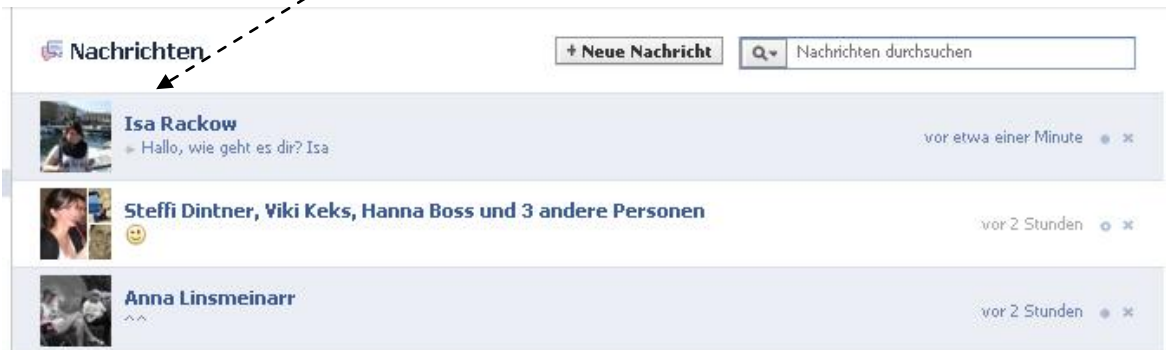 Nachrichten
+ Neue Nachricht
Nachrichten durchsuchen
Isa Rackow
Hallo, wie geht es dir? Isa
vor etwa einer Minute
Steffi Dintner, Viki Keks, Hanna Boss und 3 andere Personen
vor 2 Stunden
Anna Linsmeinarr
^^
vor 2 Stunden